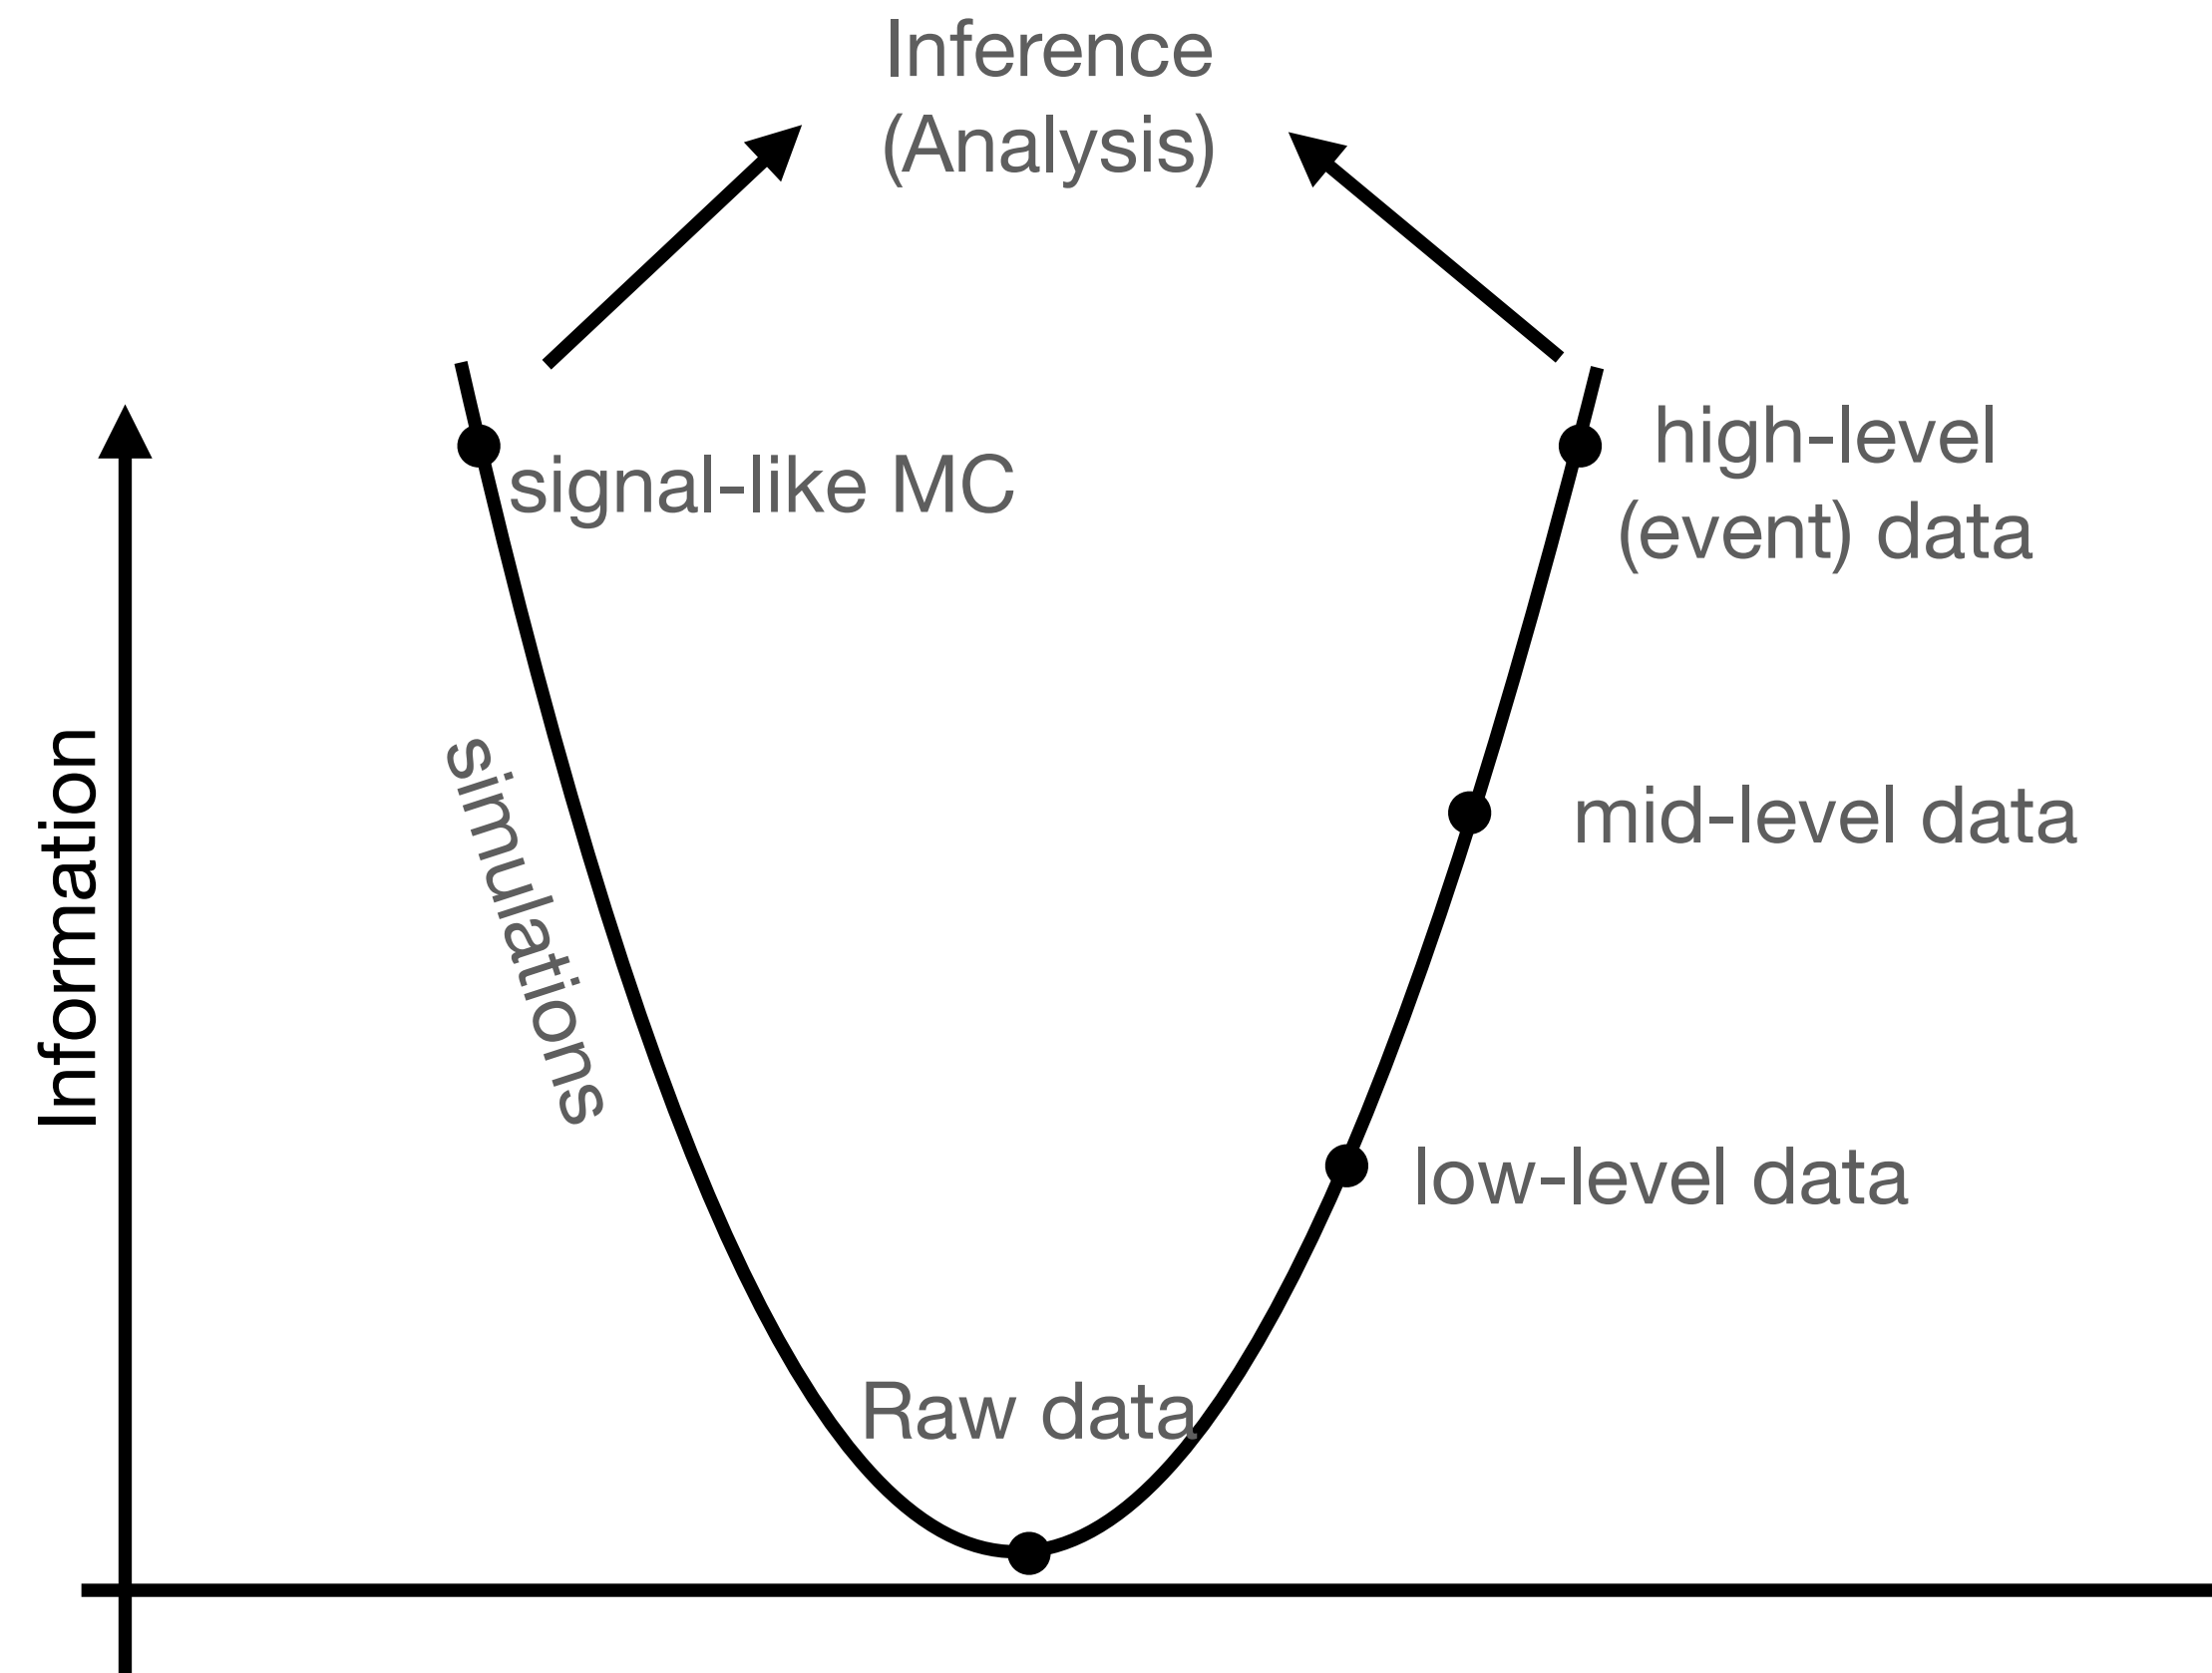 Inference
(Analysis)
signal-like MC
high-level
(event) data
simulations
Information
mid-level data
low-level data
Raw data